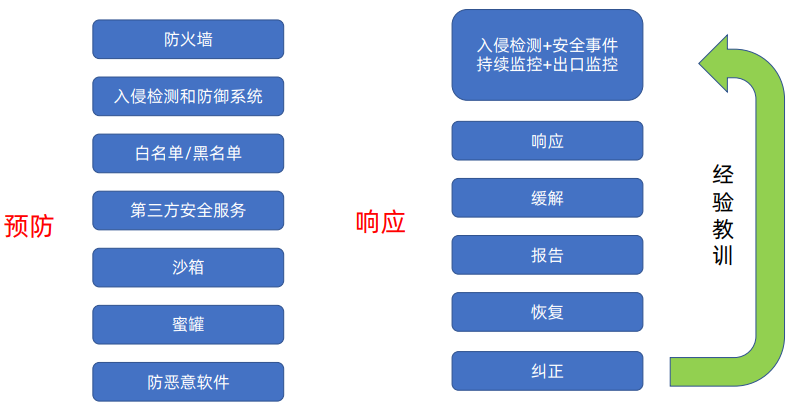 预防
防火墙
入侵检测和防御系统
白名单/黑名单
第三方安全服务
沙箱
蜜罐
防恶意软件
响应
入侵检测+安全事件
持续监控+出口监控
响应
缓解
报告
恢复
纠正
经
验
教
训